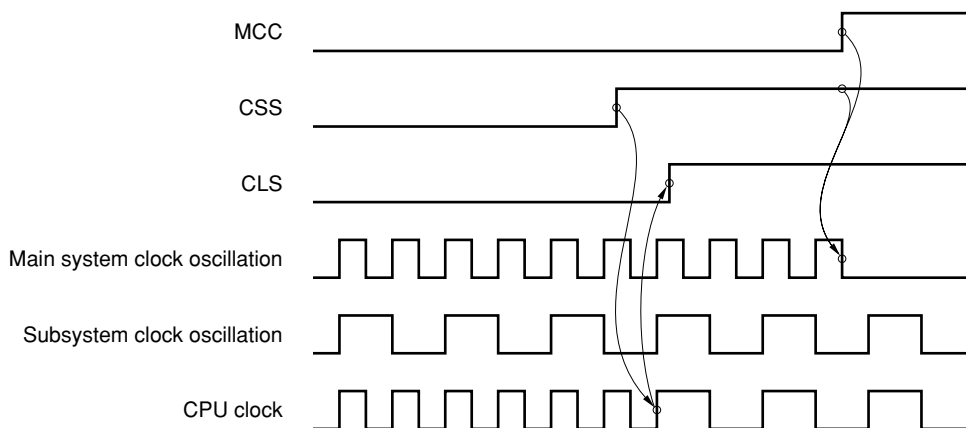 MCC
CSS
CLS
Main system clock oscillation
Subsystem clock oscillation
CPU clock